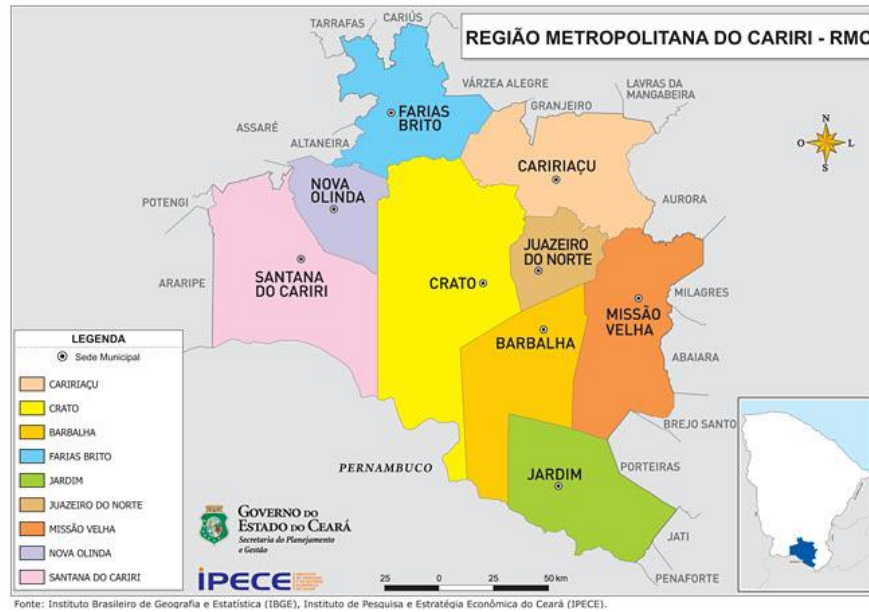 REGIÃO METROPOLITANA DO CARIRI - RMC
TARRAFAS
CARIÚS
VÁRZEA ALEGRE
LAVRAS DA
MANGABEIRA
GRANJEIRO
FARIAS
BRITO
ASSARÉ
ALTANEIRA
CARIRIAÇU
N
O
L
S
NOVA
OLINDA
POTENGI
AURORA
JUAZEIRO
DO NORTE
SANTANA
DO CARIRI
CRATO
ARARIPE
MILAGRES
MISSÃO
VELHA
BARBALHA
ABAIARA
BREJO SANTO
PERNAMBUCO
PORTEIRAS
JARDIM
JATI
PENAFORTE
LEGENDA
Sede Municipal
CARIRIAÇU
CRATO
BARBALHA
FARIAS BRITO
JARDIM
JUAZEIRO DO NORTE
MISSÃO VELHA
NOVA OLINDA
SANTANA DO CARIRI
GOVERNO DO
ESTADO DO CEARÁ
Secretaria do Planejamento
e Gestão
IPECE
25 0 25 50 km
Fonte: Instituto Brasileiro de Geografia e Estatística (IBGE), Instituto de Pesquisa e Estratégia Econômica do Ceará (IPECE).